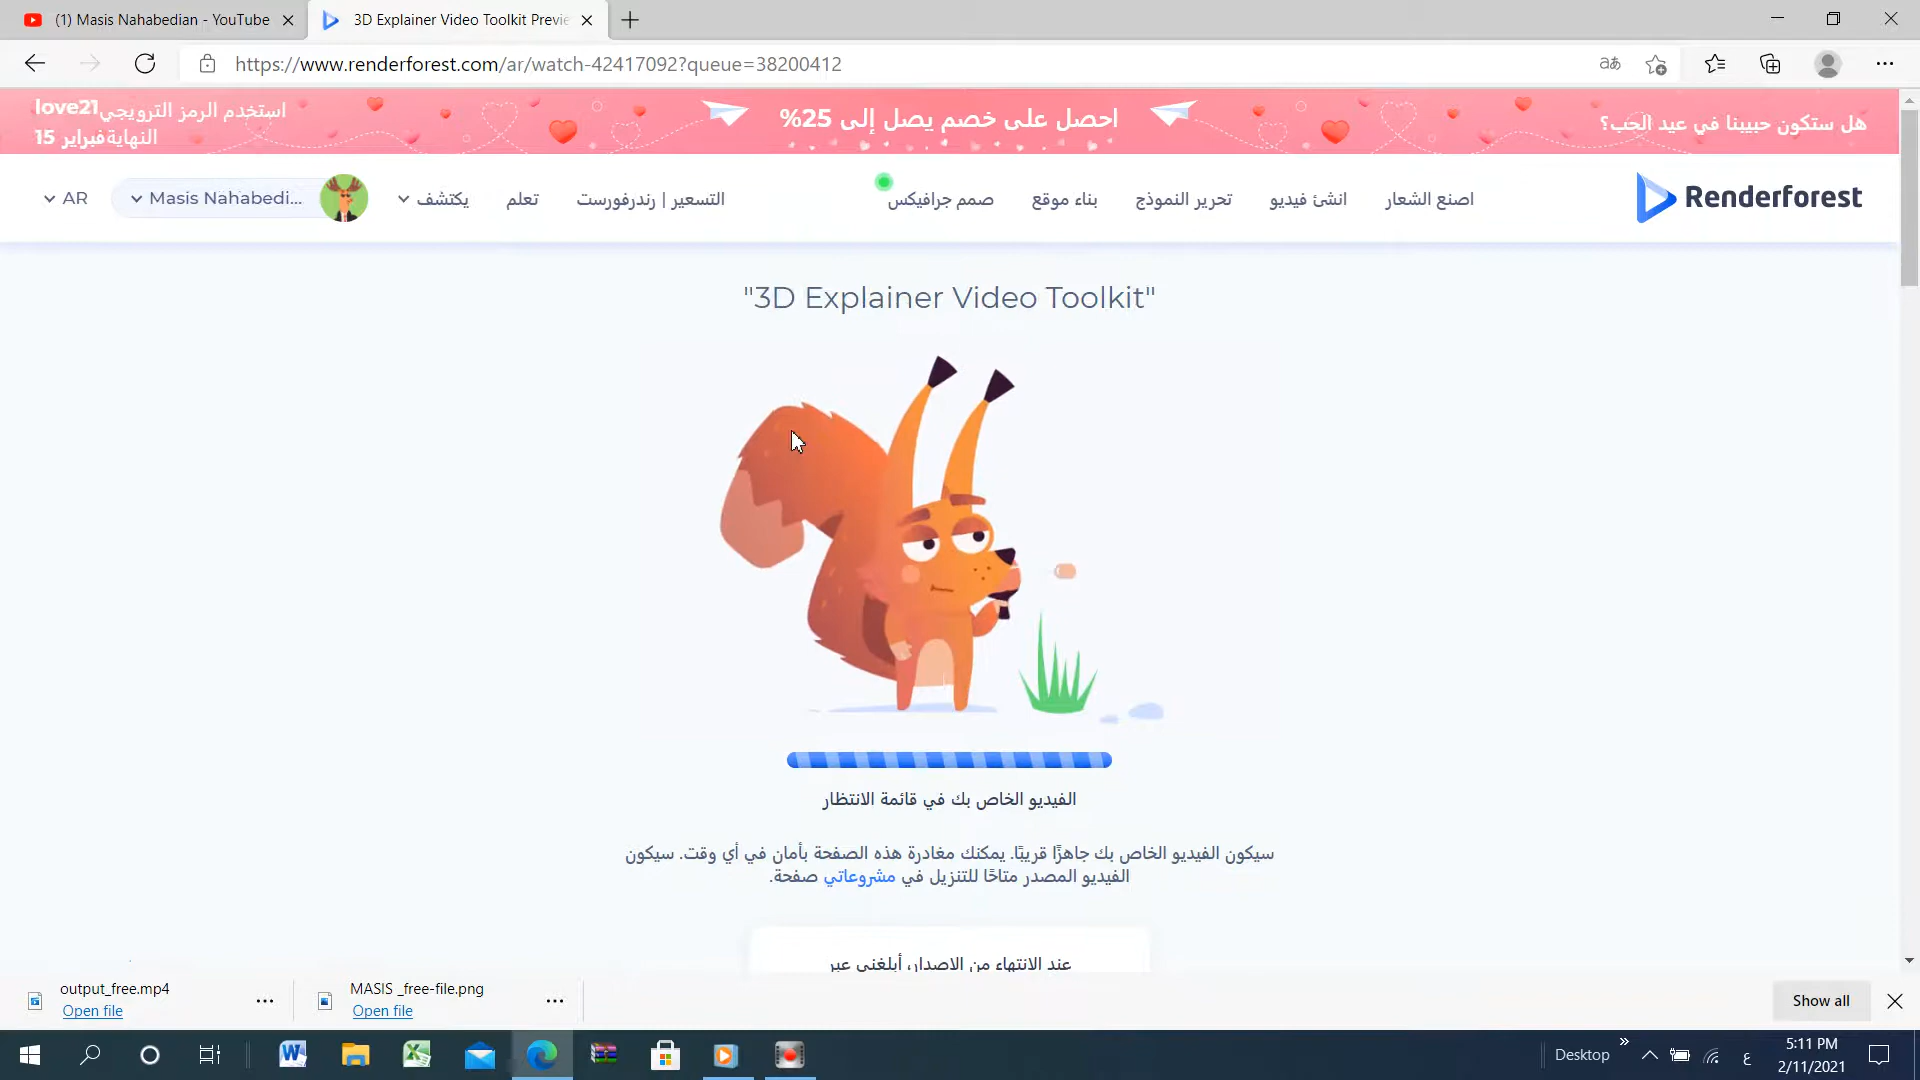 (1) Masis Nahabedian - YouTube
3D Explainer Video Toolkit Previe
https://www.renderforest.com/ar/watch-42417092?queue=38200412
هل ستكون حبيبنا في عيد الحب؟
احصل على خصم يصل إلى 25%
استخدم الرمز الترويجي love21
النهاية فبراير 15
Renderforest
اصنع الشعار
انشئ فيديو
تحرير النموذج
بناء موقع
صمم جرافيكس
التسعير | رندرفورست
تعلم
يكتشف
Masis Nahabedi...
AR
"3D Explainer Video Toolkit"
الفيديو الخاص بك في قائمة الانتظار
سيكون الفيديو الخاص بك جاهزًا قريبًا. يمكنك مغادرة هذه الصفحة بأمان في أي وقت. سيكون
الفيديو المصدر متاحًا للتنزيل في مشروعاتي صفحة.
عند الانتهاء من الإصدار، أبلغني عبر
output_free.mp4
Open file
MASIS _free-file.png
Open file
Show all
Desktop
ع
5:11 PM
2/11/2021